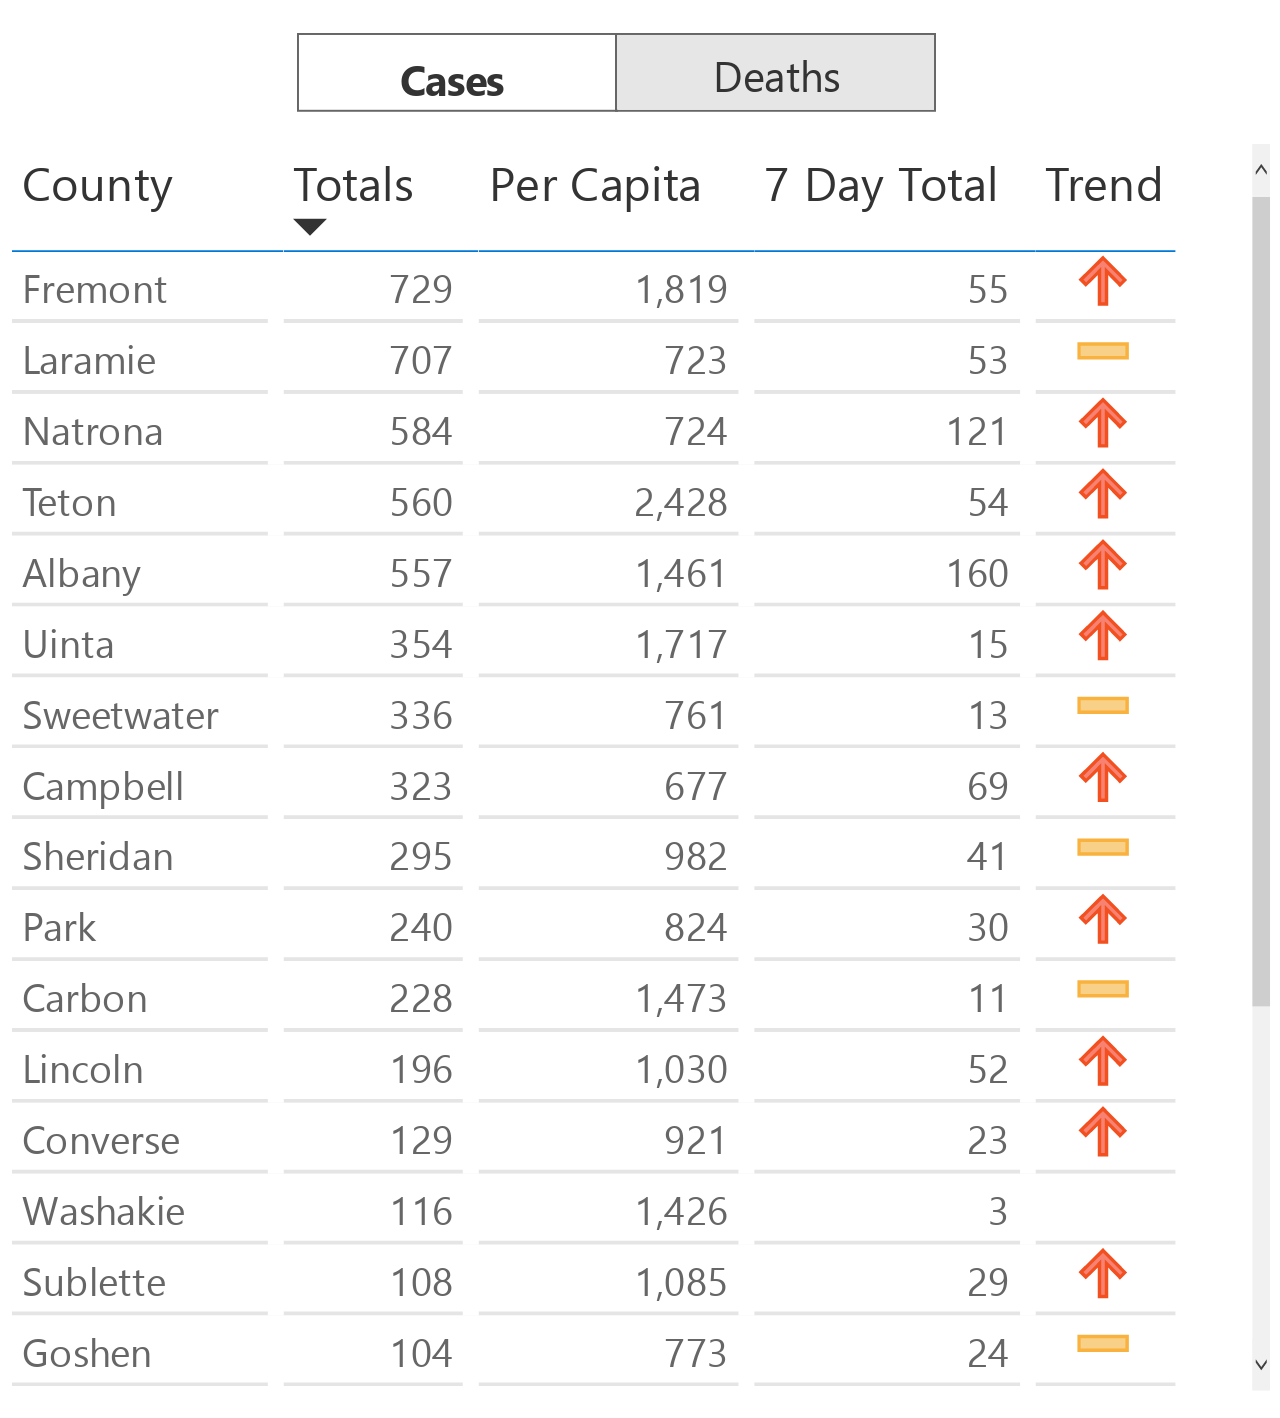 Cases Deaths
County Totals Per Capita 7 Day Total Trend
Fremont 729 1,819 55
Laramie 707 723 53
Natrona 584 724 121
Teton 560 2,428 54
Albany 557 1,461 160
Uinta 354 1,717 15
Sweetwater 336 761 13
Campbell 323 677 69
Sheridan 295 982 41
Park 240 824 30
Carbon 228 1,473 11
Lincoln 196 1,030 52
Converse 129 921 23
Washakie 116 1,426 3
Sublette 108 1,085 29
Goshen 104 773 24